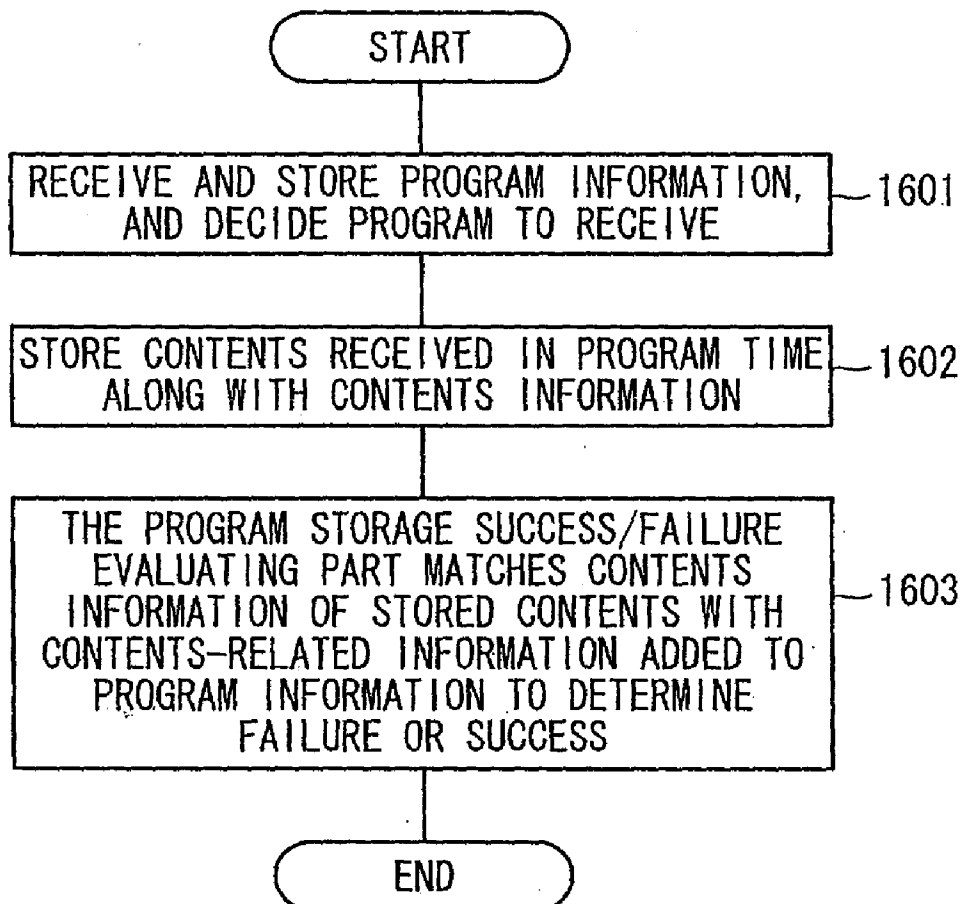 START
RECEIVE AND STORE PROGRAM INFORMATION,
AND DECIDE PROGRAM TO RECEIVE
1601
STORE CONTENTS RECEIVED IN PROGRAM TIME
ALONG WITH CONTENTS INFORMATION
1602
THE PROGRAM STORAGE SUCCESS/FAILURE
EVALUATING PART MATCHES CONTENTS
INFORMATION OF STORED CONTENTS WITH
CONTENTS-RELATED INFORMATION ADDED TO
PROGRAM INFORMATION TO DETERMINE
FAILURE OR SUCCESS
1603
END